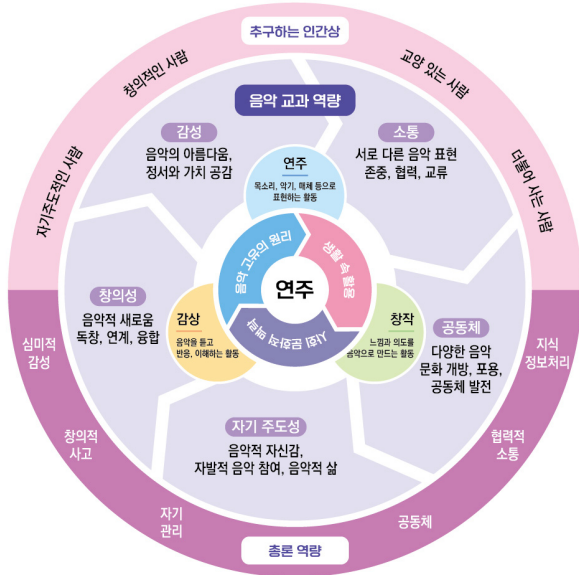 추구하는 인간상
창의적인 사람
교양 있는 사람
자기주도적인 사람
더불어 사는 사람
음악 교과 역량
감성
음악의 아름다움,
정서와 가치 공감
소통
서로 다른 음악 표현
존중, 협력, 교류
연주
목소리, 악기, 매체 등으로
표현하는 활동
음악 고유의 원리
생활 속 활용
사회 문화적 맥락
연주
창의성
음악적 새로움
독창, 연계, 융합
감상
음악을 듣고
반응, 이해하는 활동
창작
느낌과 의도를
음악으로 만드는 활동
공동체
다양한 음악
문화 개방, 포용,
공동체 발전
자기 주도성
음악적 자신감,
자발적 음악 참여, 음악적 삶
심미적
감성
지식
정보처리
창의적
사고
협력적
소통
자기
관리
공동체
총론 역량